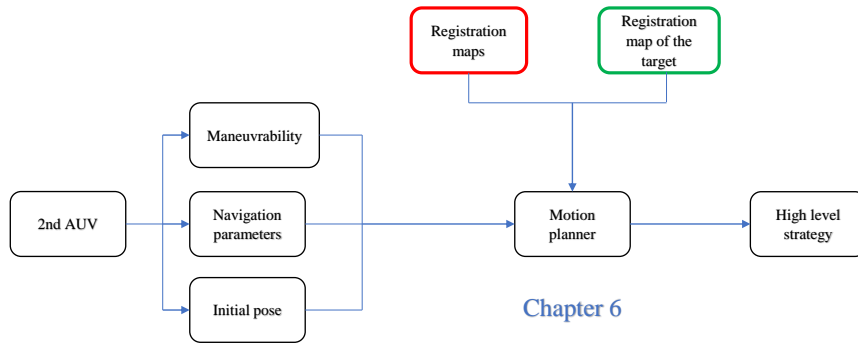 Registration
maps
Registration
map of the
target
Maneuvrability
2nd AUV
Navigation
parameters
Motion
planner
High level
strategy
Initial pose
Chapter 6